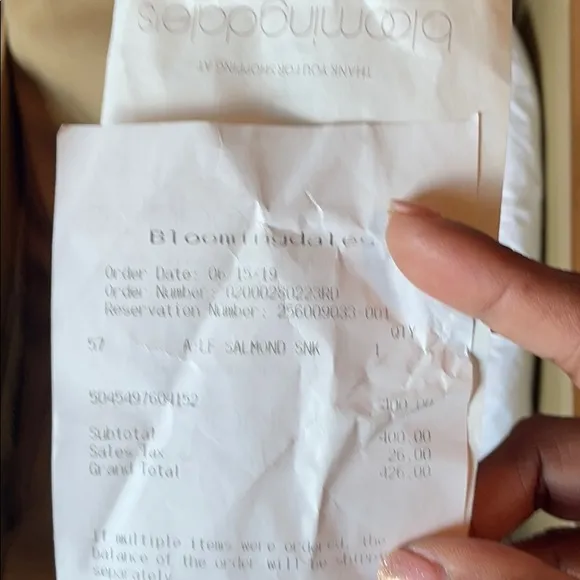 bloomingdales
THANK YOU FOR SHOPPING AT
Bloomingdales
Order Date: 06/15/19
Order Number: 02000280223RD
Reservation Number: 256009033-001
QTY
57 A-LF SALMOND SNK 1
5045497604152 400.00
Subtotal 400.00
Sales Tax 26.00
Grand Total 426.00
If multiple items were ordered, the
balance of the order will be
separately